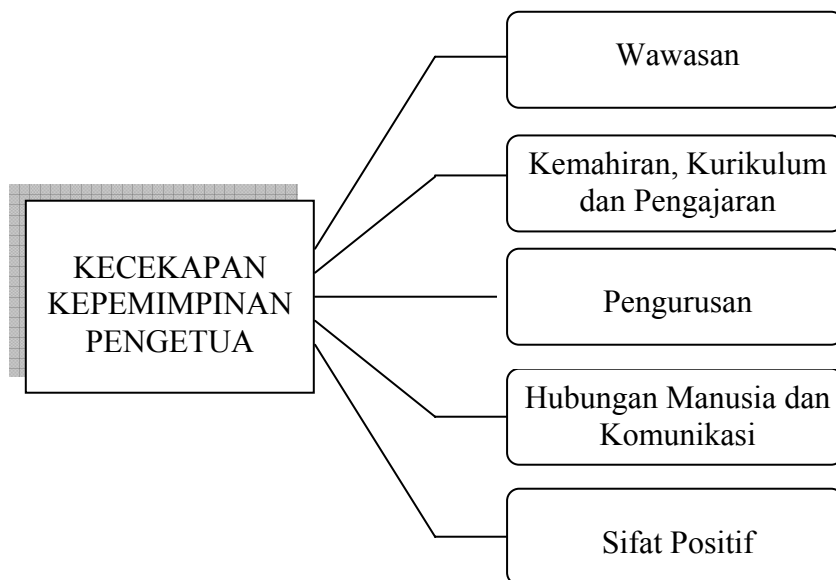 Wawasan
Kemahiran, Kurikulum
dan Pengajaran
KECEKAPAN
KEPEMIMPINAN
PENGETUA
Pengurusan
Hubungan Manusia dan
Komunikasi
Sifat Positif